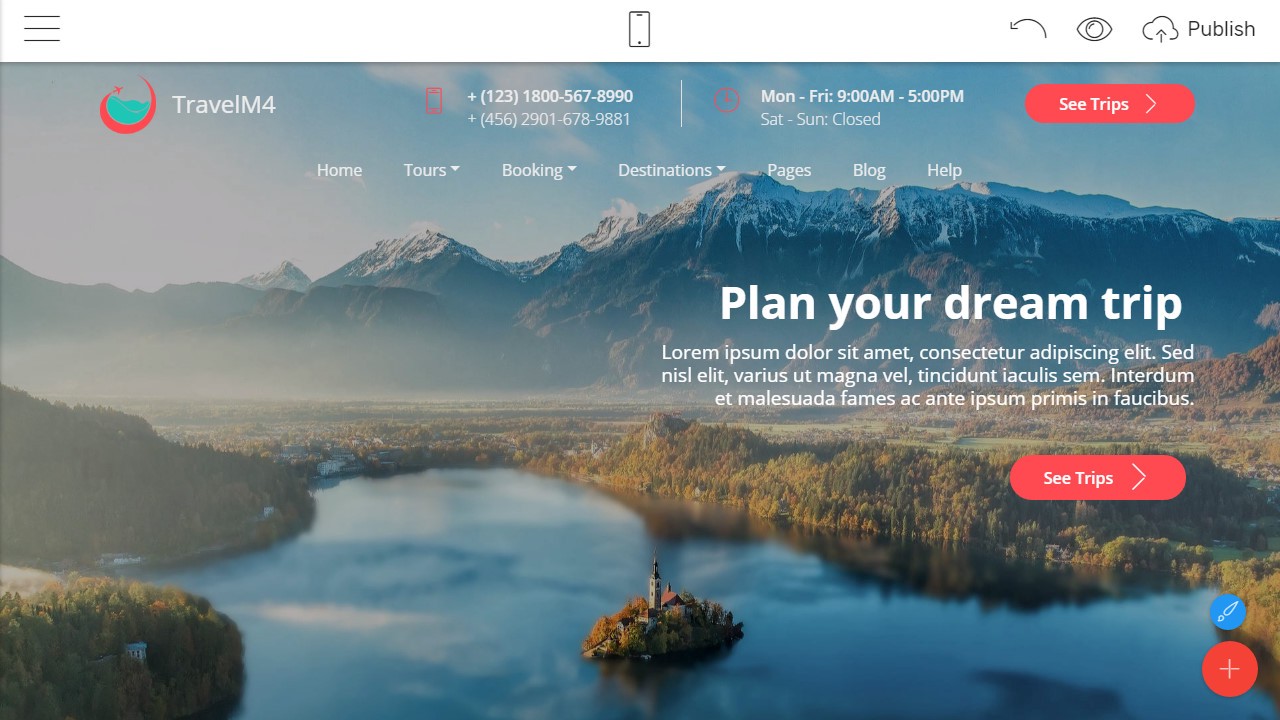 Publish
TravelM4
+ (123) 1800-567-8990
+ (456) 2901-678-9881
Mon - Fri: 9:00AM - 5:00PM
Sat - Sun: Closed
See Trips
Home Tours Booking Destinations Pages Blog Help
Plan your dream trip
Lorem ipsum dolor sit amet, consectetur adipiscing elit. Sed
nisl elit, varius ut magna vel, tincidunt iaculis sem. Interdum
et malesuada fames ac ante ipsum primis in faucibus.
See Trips